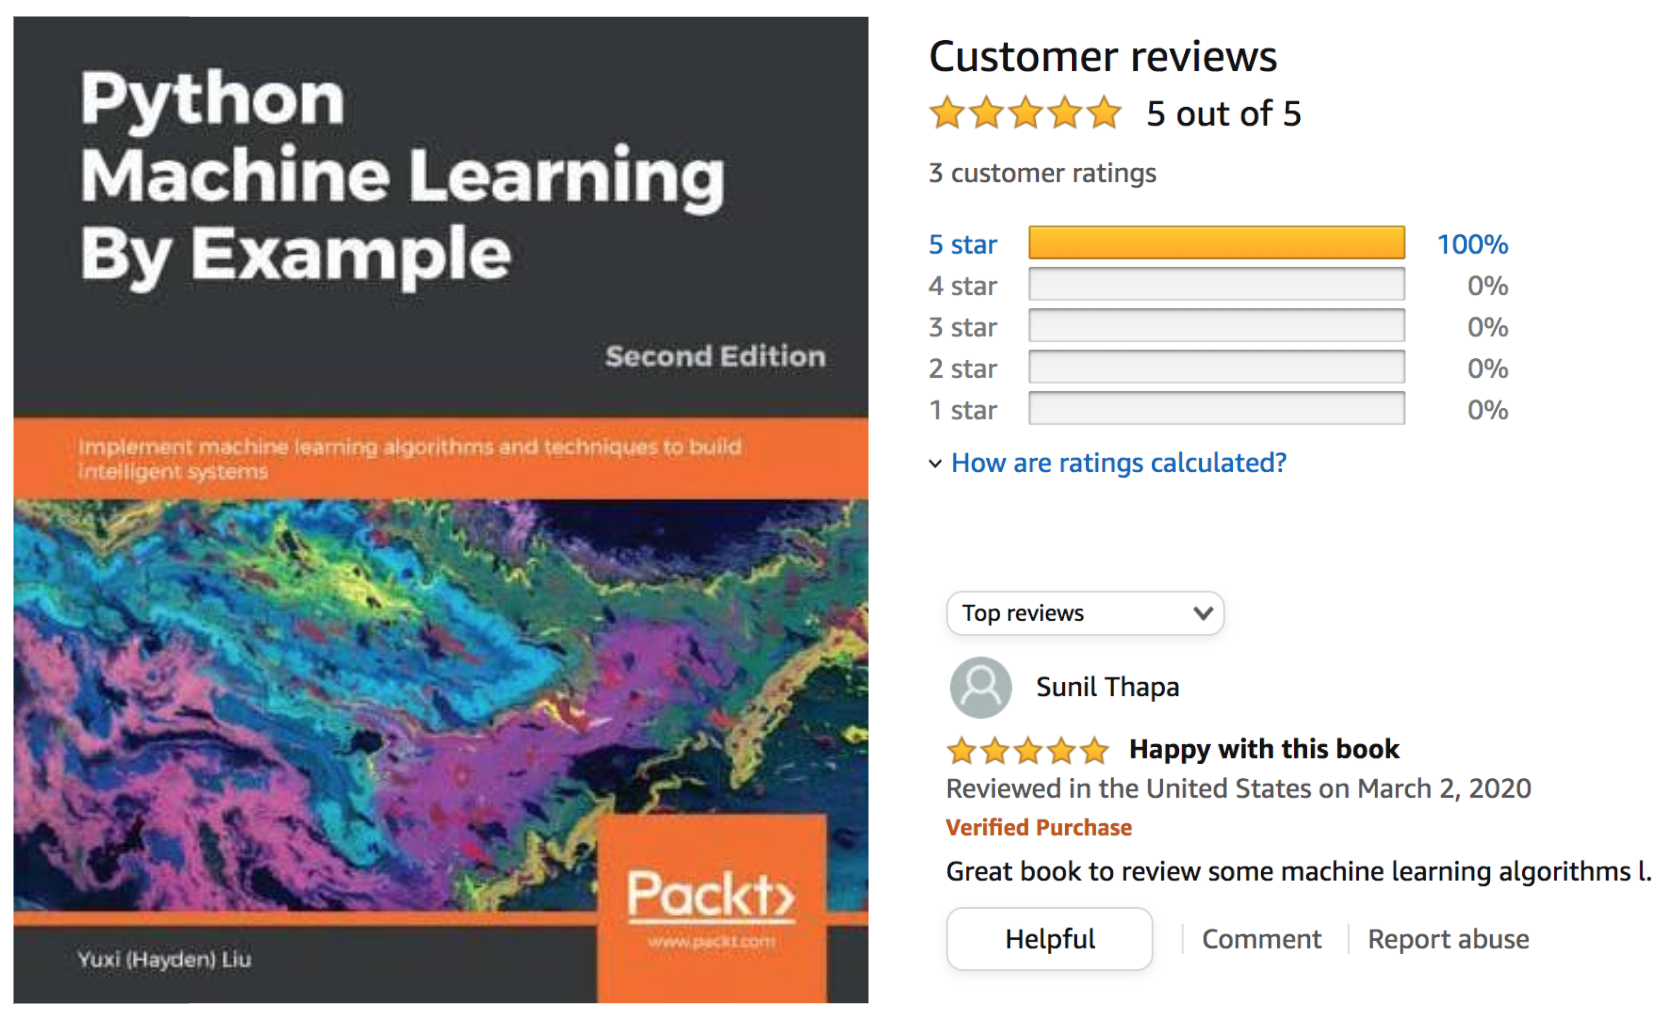 Python
Machine Learning
By Example
Second Edition
Implement machine learning algorithms and techniques to build
intelligent systems
Packt>
www.packt.com
Yuxi (Hayden) Liu
Customer reviews
5 out of 5
3 customer ratings
5 star 100%
4 star 0%
3 star 0%
2 star 0%
1 star 0%
How are ratings calculated?
Top reviews
Sunil Thapa
Happy with this book
Reviewed in the United States on March 2, 2020
Verified Purchase
Great book to review some machine learning algorithms l.
Helpful
Comment
Report abuse